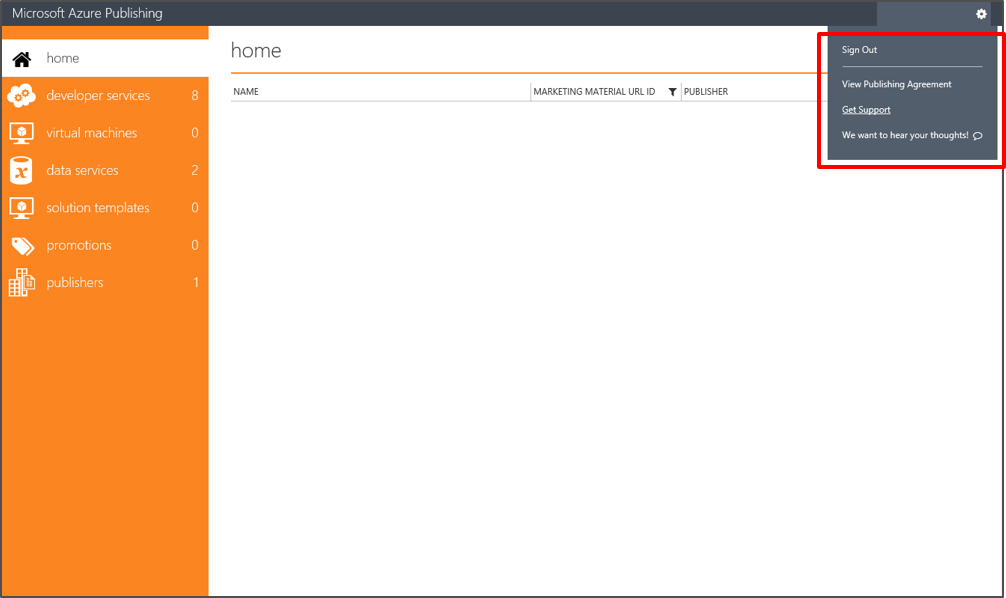 Microsoft Azure Publishing
Sign Out
View Publishing Agreement
Get Support
We want to hear your thoughts!
home
developer services 8
virtual machines 0
data services 2
solution templates 0
promotions 0
publishers 1
home
NAME MARKETING MATERIAL URL ID PUBLISHER